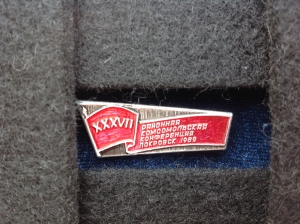 XXXVII
РАЙОННАЯ
КОМСОМОЛЬСКАЯ
КОНФЕРЕНЦИЯ
ПОКРОВСК 1989